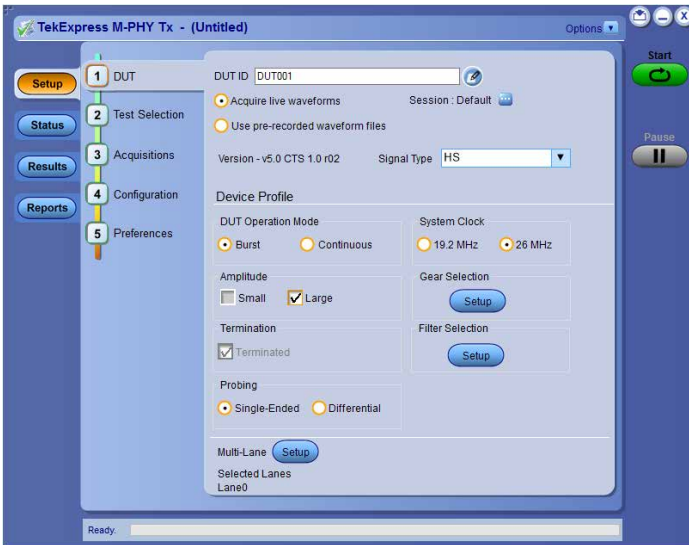 TekExpress M-PHY Tx - (Untitled)
Options
Start
Pause
Setup
Status
Results
Reports
1 DUT
2 Test Selection
3 Acquisitions
4 Configuration
5 Preferences
DUT ID DUT001
Acquire live waveforms Session : Default
Use pre-recorded waveform files
Version - v5.0 CTS 1.0 r02 Signal Type HS
Device Profile
DUT Operation Mode
Burst Continuous
System Clock
19.2 MHz 26 MHz
Amplitude
Small Large
Gear Selection
Setup
Termination
Terminated
Filter Selection
Setup
Probing
Single-Ended Differential
Multi-Lane Setup
Selected Lanes
Lane0
Ready.